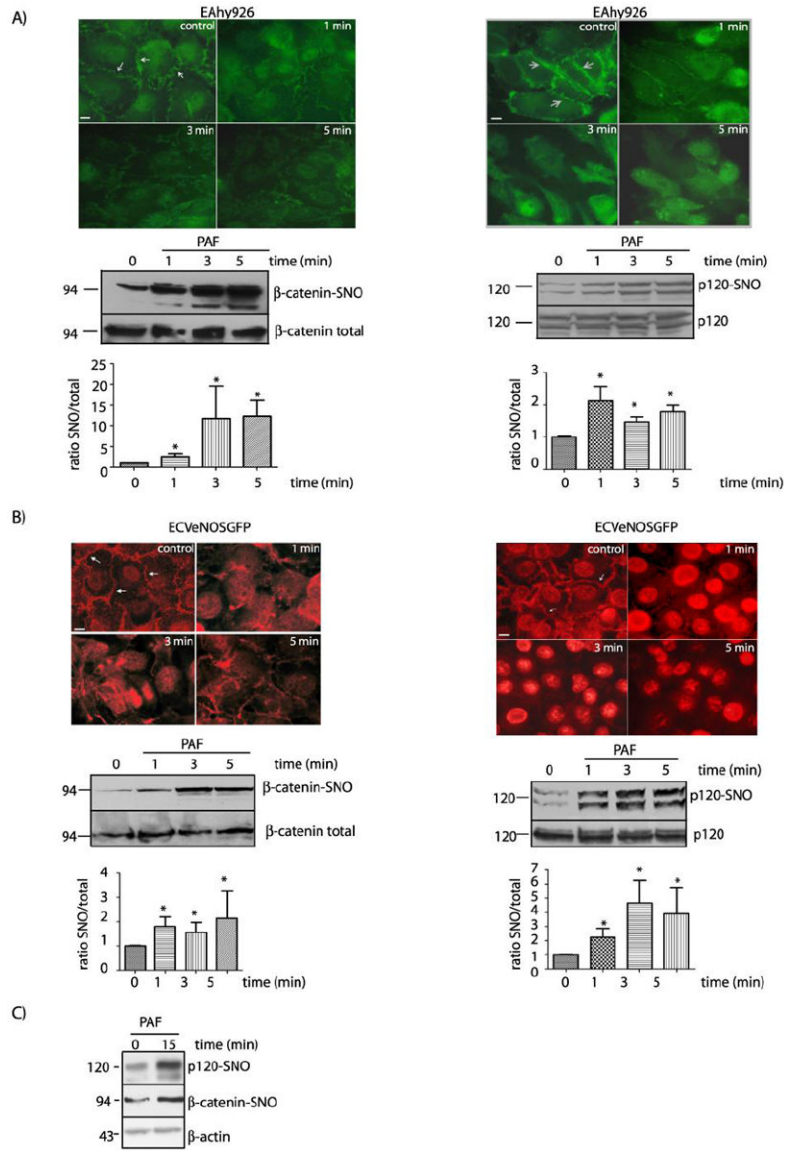 A)
EAhy926
control
1 min
3 min
5 min
PAF
0 1 3 5 time (min)
94
β-catenin-SNO
94
β-catenin total
ratio SNO/total
25
20
15
10
5
0
0 1 3 5 time (min)
* * *
EAhy926
control
1 min
3 min
5 min
PAF
0 1 3 5 time (min)
120
p120-SNO
120
p120
ratio SNO/total
3
2
1
0
0 1 3 5 time (min)
* * *
B)
ECVeNOSGFP
control
1 min
3 min
5 min
PAF
0 1 3 5 time (min)
94
β-catenin-SNO
94
β-catenin total
ratio SNO/total
4
3
2
1
0
0 1 3 5 time (min)
* * *
ECVeNOSGFP
control
1 min
3 min
5 min
PAF
0 1 3 5 time (min)
120
p120-SNO
120
p120
ratio SNO/total
7
6
5
4
3
2
1
0
0 1 3 5 time (min)
* * *
C)
PAF
0 15 time (min)
120
p120-SNO
94
β-catenin-SNO
43
β-actin